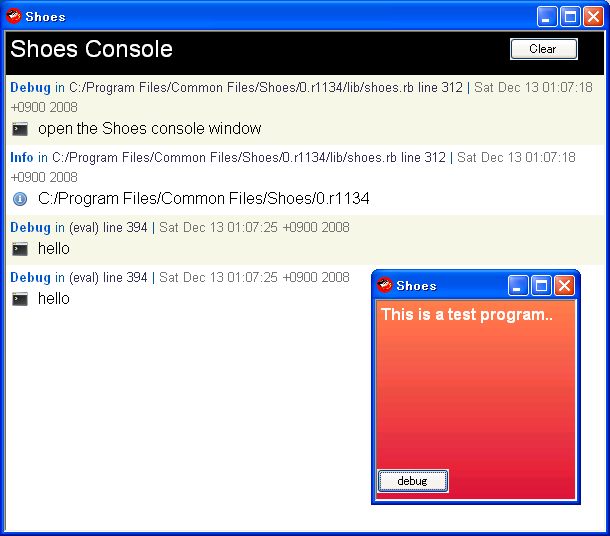 Shoes
Shoes Console
Clear
Debug in C:/Program Files/Common Files/Shoes/0.r1134/lib/shoes.rb line 312 | Sat Dec 13 01:07:18
+0900 2008
open the Shoes console window
Info in C:/Program Files/Common Files/Shoes/0.r1134/lib/shoes.rb line 312 | Sat Dec 13 01:07:18
+0900 2008
C:/Program Files/Common Files/Shoes/0.r1134
Debug in (eval) line 394 | Sat Dec 13 01:07:25 +0900 2008
hello
Debug in (eval) line 394 | Sat Dec 13 01:07:25 +0900 2008
hello
Shoes
This is a test program..
debug